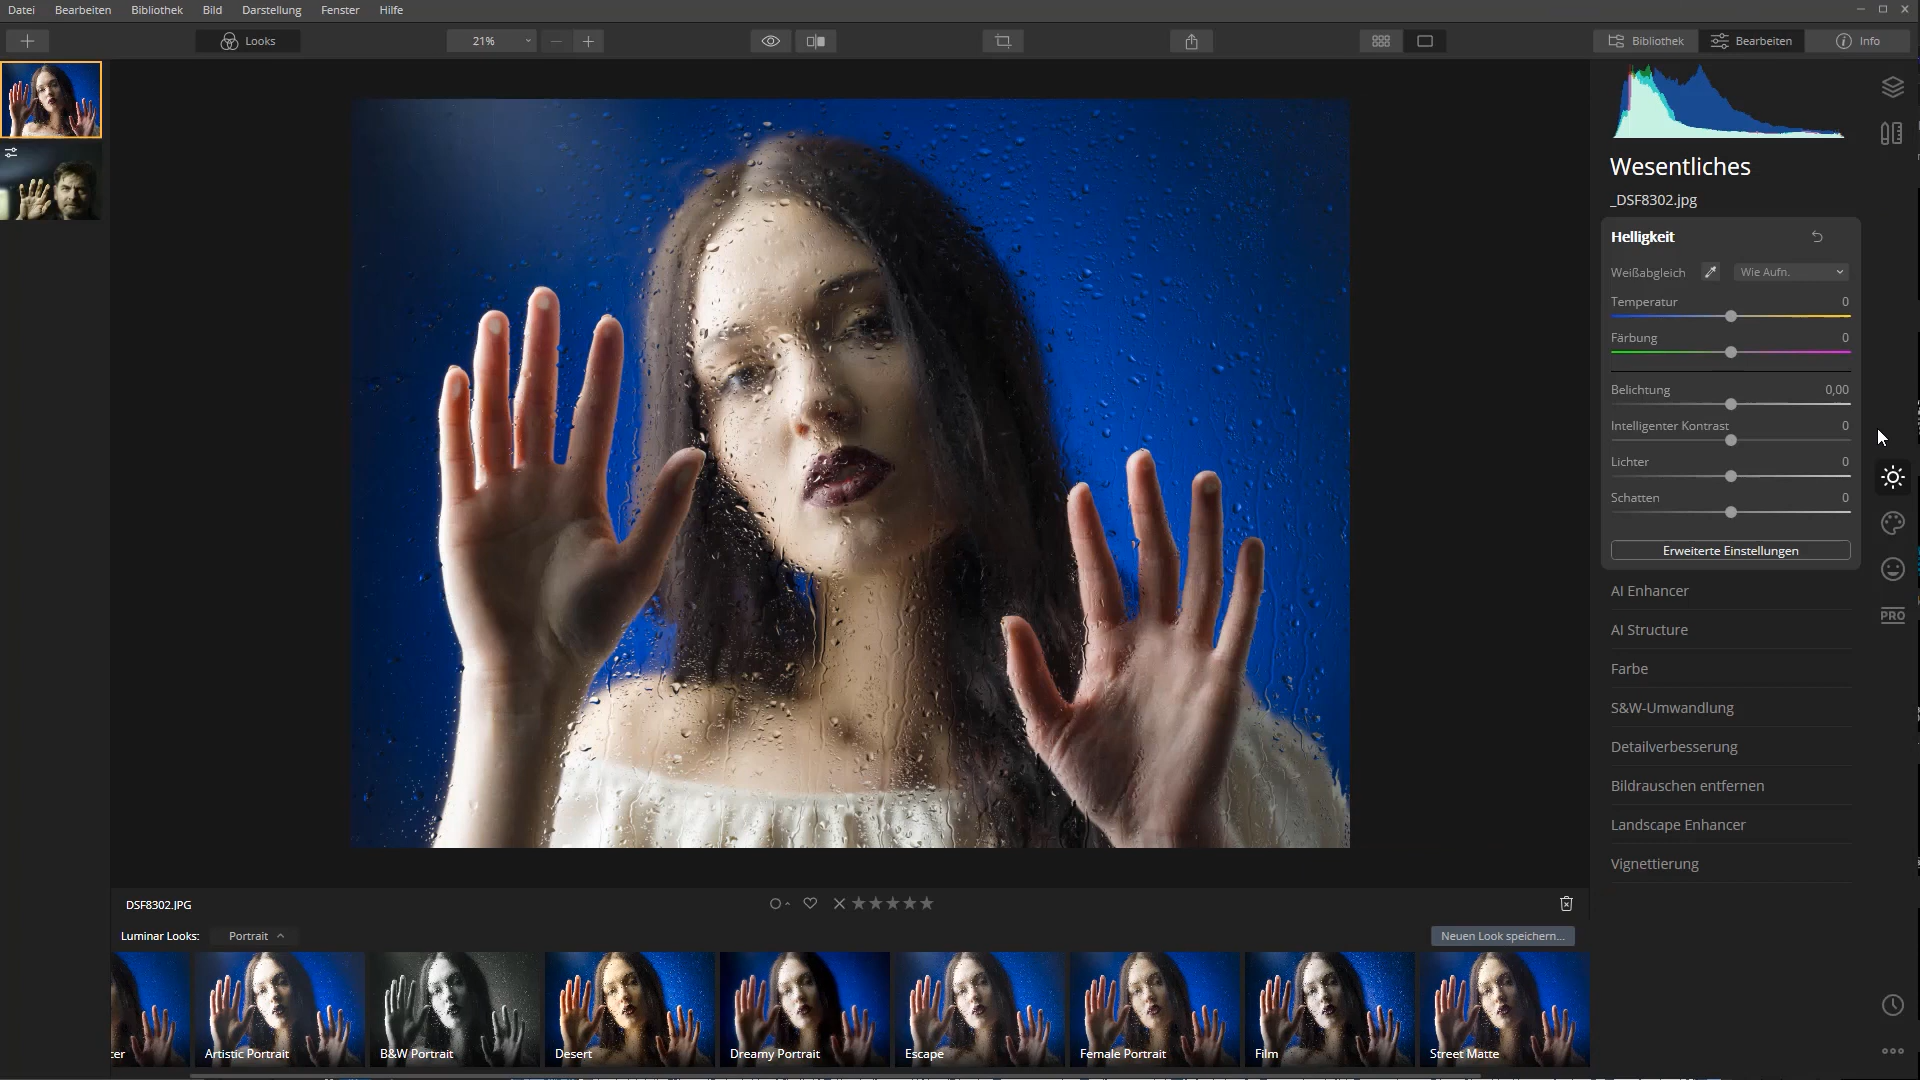 Datei Bearbeiten Bibliothek Bild Darstellung Fenster Hilfe
Looks 21% Bibliothek Bearbeiten Info
Wesentliches
_DSF8302.jpg
Helligkeit
Weißabgleich Wie Aufn.
Temperatur 0
Färbung 0
Belichtung 0,00
Intelligenter Kontrast 0
Lichter 0
Schatten 0
Erweiterte Einstellungen
AI Enhancer
AI Structure
PRO
Farbe
S&W-Umwandlung
Detailverbesserung
Bildrauschen entfernen
Landscape Enhancer
Vignettierung
DSF8302.JPG
Luminar Looks: Portrait Neuen Look speichern...
cer Artistic Portrait B&W Portrait Desert Dreamy Portrait Escape Female Portrait Film Street Matte